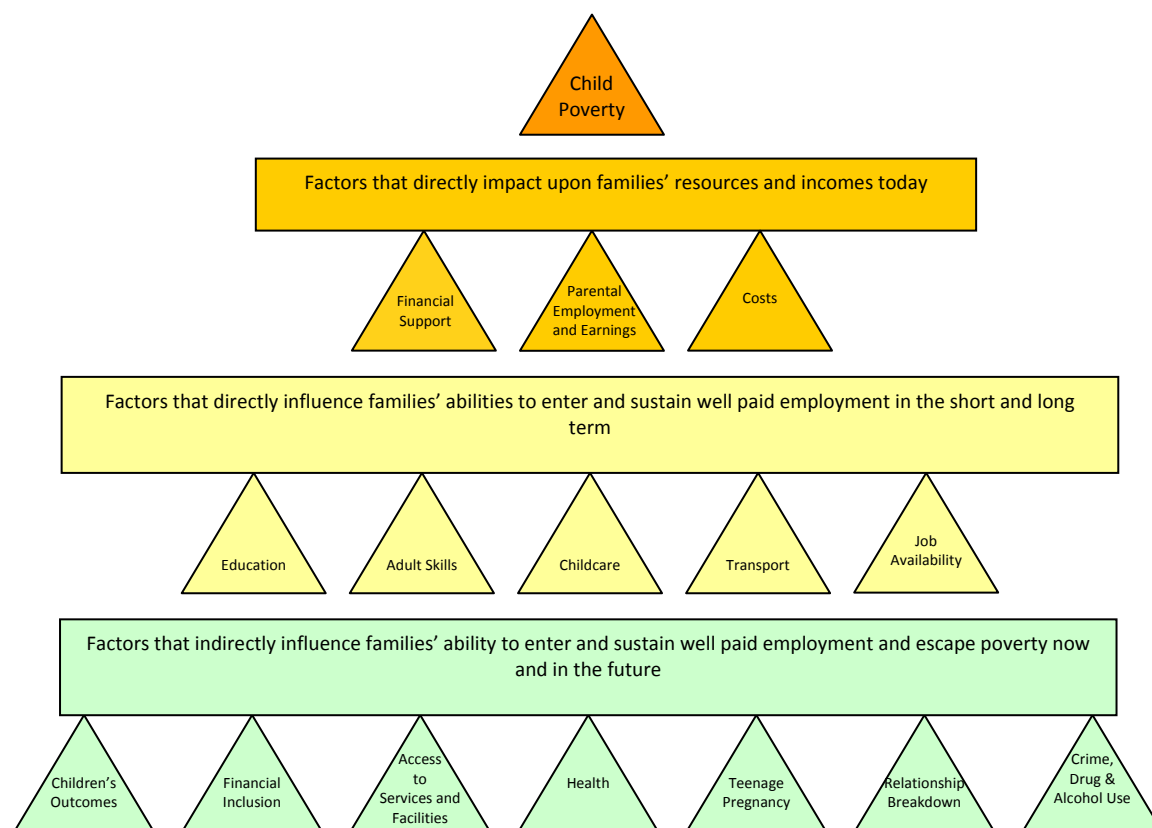 Child
Poverty
Factors that directly impact upon families’ resources and incomes today
Financial
Support
Parental
Employment
and Earnings
Costs
Factors that directly influence families’ abilities to enter and sustain well paid employment in the short and long
term
Education
Adult Skills
Childcare
Transport
Job
Availability
Factors that indirectly influence families’ ability to enter and sustain well paid employment and escape poverty now
and in the future
Children’s
Outcomes
Financial
Inclusion
Access
to
Services and
Facilities
Health
Teenage
Pregnancy
Relationship
Breakdown
Crime,
Drug &
Alcohol Use